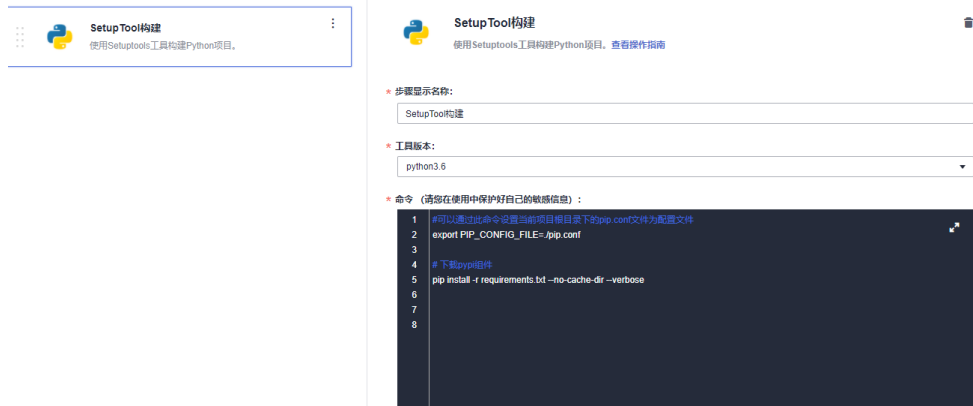 SetupTool构建
使用Setuptools工具构建Python项目。
SetupTool构建
使用Setuptools工具构建Python项目。查看操作指南
* 步骤显示名称：
SetupTool构建
* 工具版本：
python3.6
* 命令 （请您在使用中保护好自己的敏感信息）：
1 #可以通过此命令设置当前项目根目录下的pip.conf文件为配置文件
2 export PIP_CONFIG_FILE=./pip.conf
3
4 # 下载pypi组件
5 pip install -r requirements.txt --no-cache-dir --verbose
6
7
8